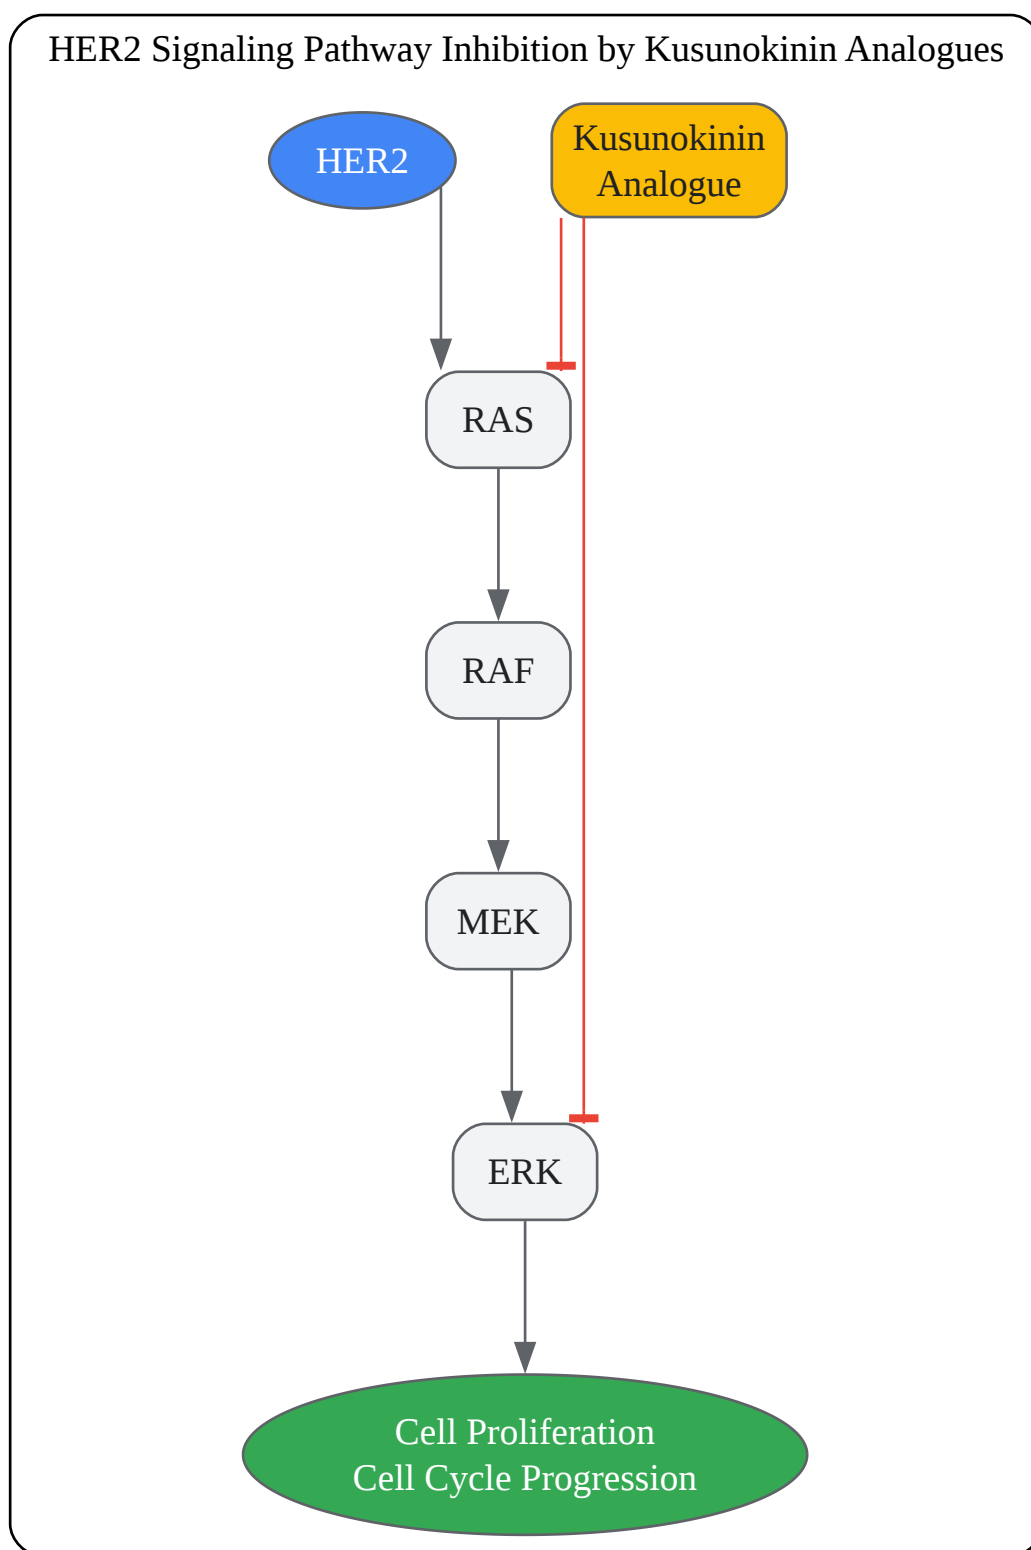 HER2 Signaling Pathway Inhibition by Kusunokinin Analogues
HER2
Kusunokinin
Analogue
RAS
RAF
MEK
ERK
Cell Proliferation
Cell Cycle Progression